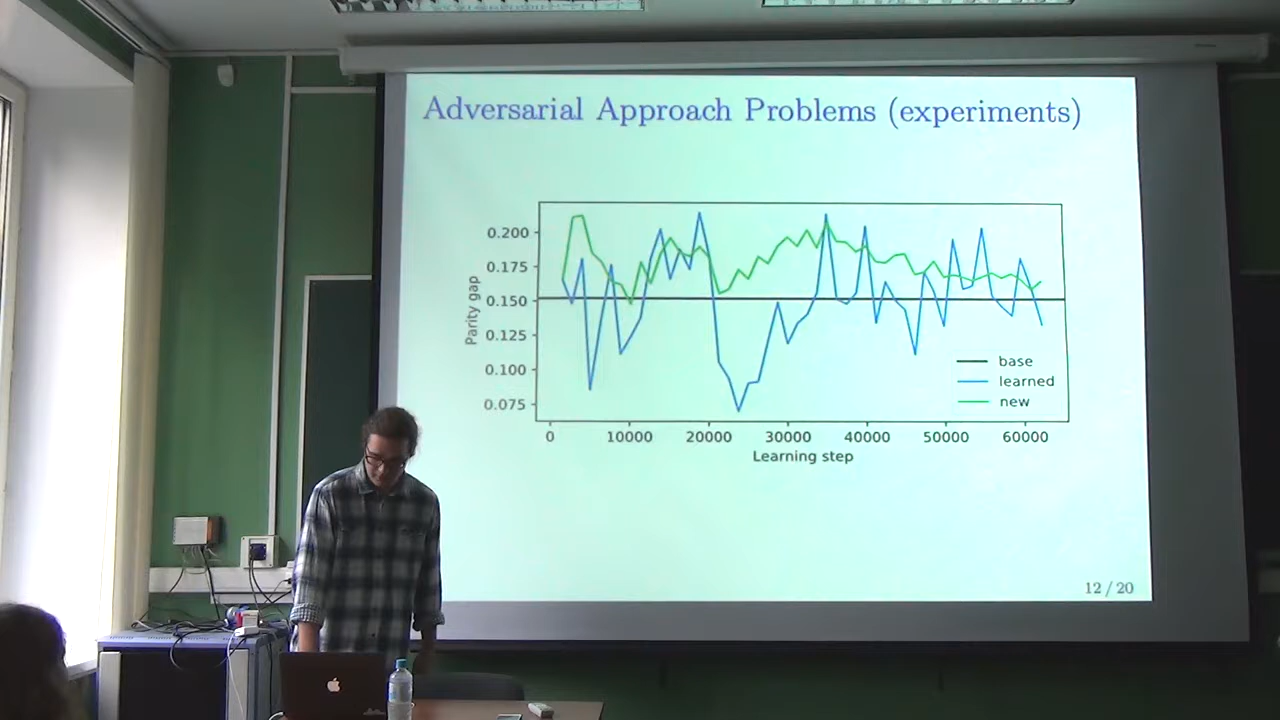 Adversarial Approach Problems (experiments)
0.200
0.175
0.150
0.125
0.100
0.075
Parity gap
base
learned
new
0 10000 20000 30000 40000 50000 60000
Learning step
12 / 20